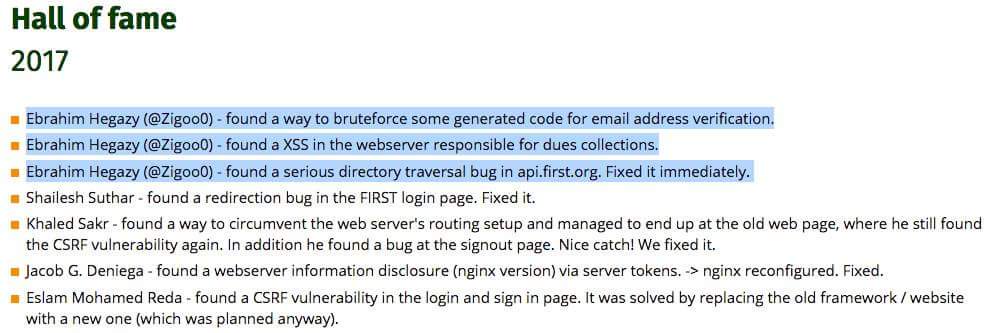 Hall of fame
2017
Ebrahim Hegazy (@Zigoo0) - found a way to bruteforce some generated code for email address verification.
Ebrahim Hegazy (@Zigoo0) - found a XSS in the webserver responsible for dues collections.
Ebrahim Hegazy (@Zigoo0) - found a serious directory traversal bug in api.first.org. Fixed it immediately.
Shailesh Suthar - found a redirection bug in the FIRST login page. Fixed it.
Khaled Sakr - found a way to circumvent the web server's routing setup and managed to end up at the old web page, where he still found
the CSRF vulnerability again. In addition he found a bug at the signout page. Nice catch! We fixed it.
Jacob G. Deniega - found a webserver information disclosure (nginx version) via server tokens. -> nginx reconfigured. Fixed.
Eslam Mohamed Reda - found a CSRF vulnerability in the login and sign in page. It was solved by replacing the old framework / website
with a new one (which was planned anyway).